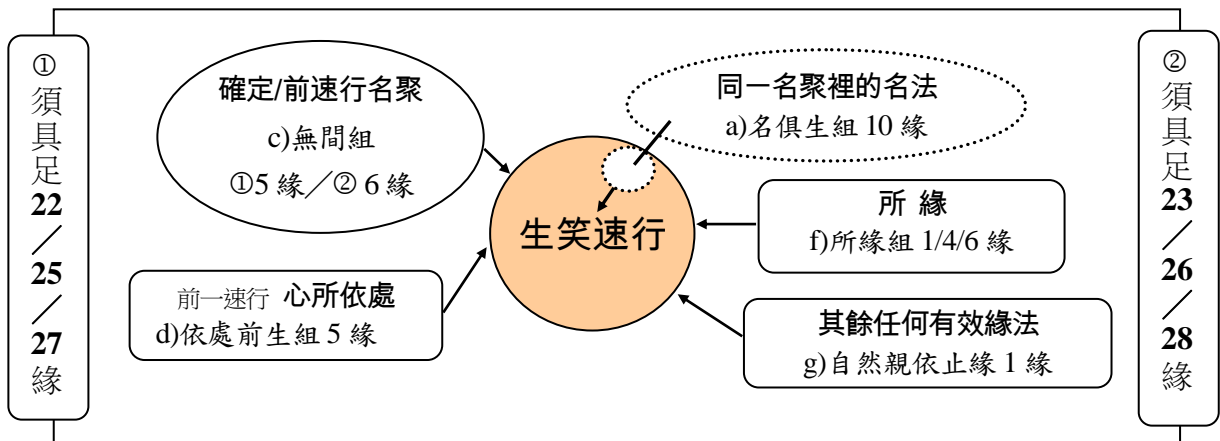 ①
須
具
足
22
／
25
／
27
緣
確定/前速行名聚
c)無間組
①5 緣／② 6 緣
同一名聚裡的名法
a)名俱生組 10 緣
生笑速行
所 緣
f)所緣組 1/4/6 緣
前一速行 心所依處
d)依處前生組 5 緣
其餘任何有效緣法
g)自然親依止緣 1 緣
②
須
具
足
23
／
26
／
28
緣